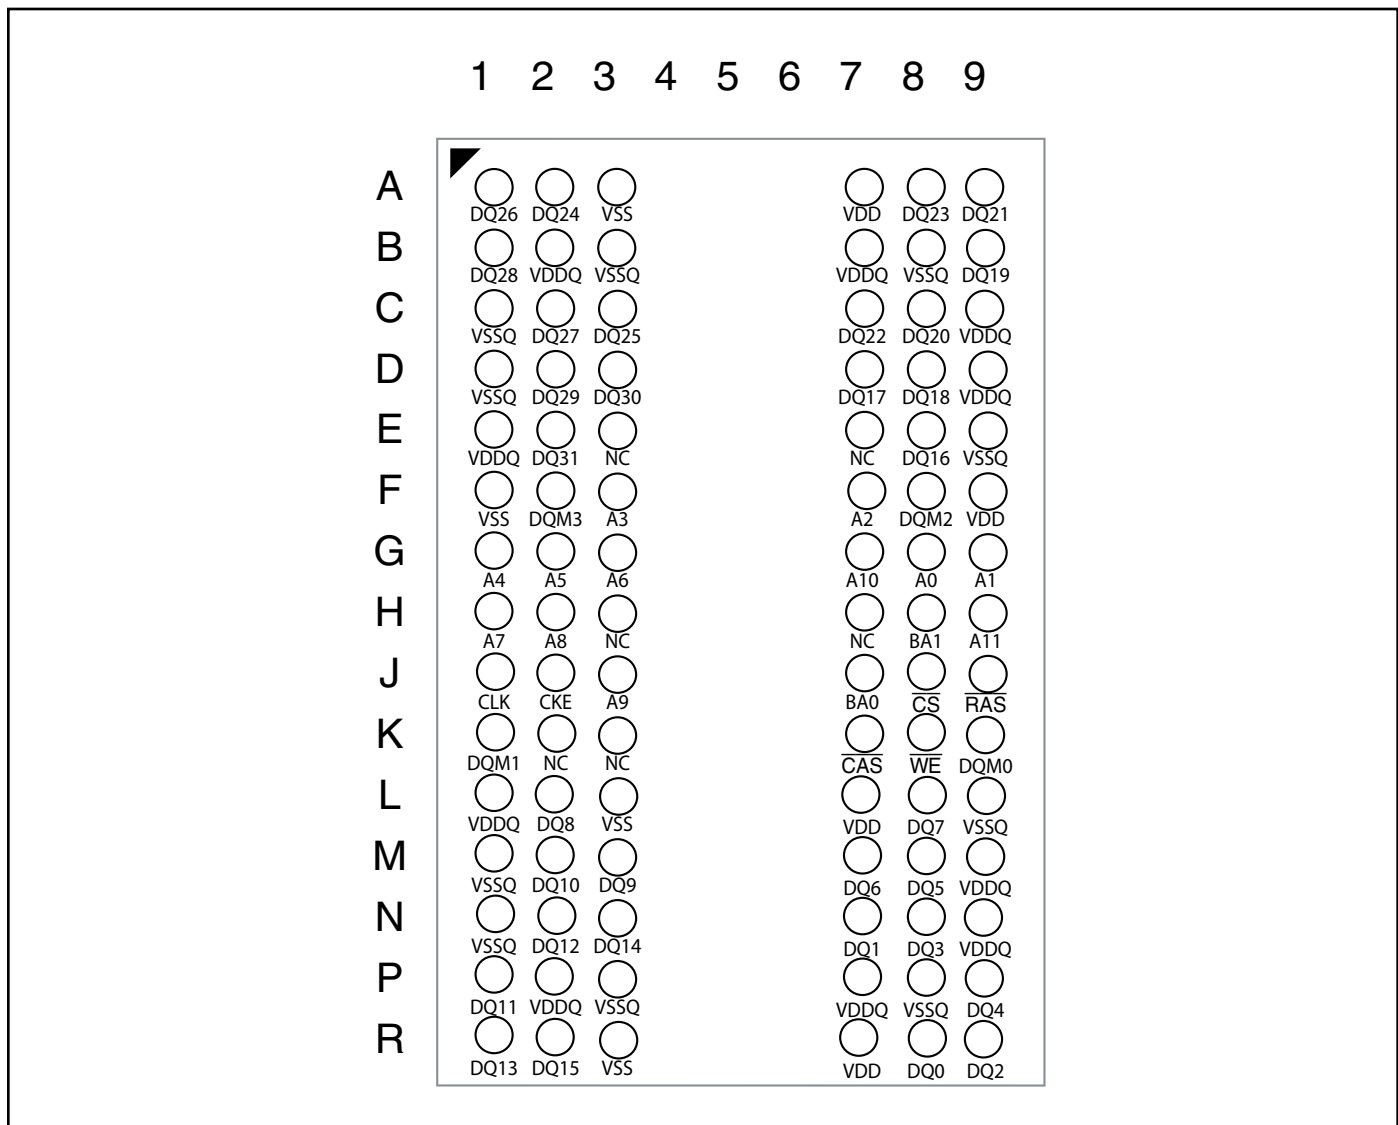 1 2 3 4 5 6 7 8 9
A
DQ26 DQ24 VSS VDD DQ23 DQ21
B
DQ28 VDDQ VSSQ VDDQ VSSQ DQ19
C
VSSQ DQ27 DQ25 DQ22 DQ20 VDDQ
D
VSSQ DQ29 DQ30 DQ17 DQ18 VDDQ
E
VDDQ DQ31 NC NC DQ16 VSSQ
F
VSS DQM3 A3 A2 DQM2 VDD
G
A4 A5 A6 A10 A0 A1
H
A7 A8 NC NC BA1 A11
J
CLK CKE A9 BA0 C̅S̅ R̅A̅S̅
K
DQM1 NC NC C̅A̅S̅ W̅E̅ DQM0
L
VDDQ DQ8 VSS VDD DQ7 VSSQ
M
VSSQ DQ10 DQ9 DQ6 DQ5 VDDQ
N
VSSQ DQ12 DQ14 DQ1 DQ3 VDDQ
P
DQ11 VDDQ VSSQ VDDQ VSSQ DQ4
R
DQ13 DQ15 VSS VDD DQ0 DQ2